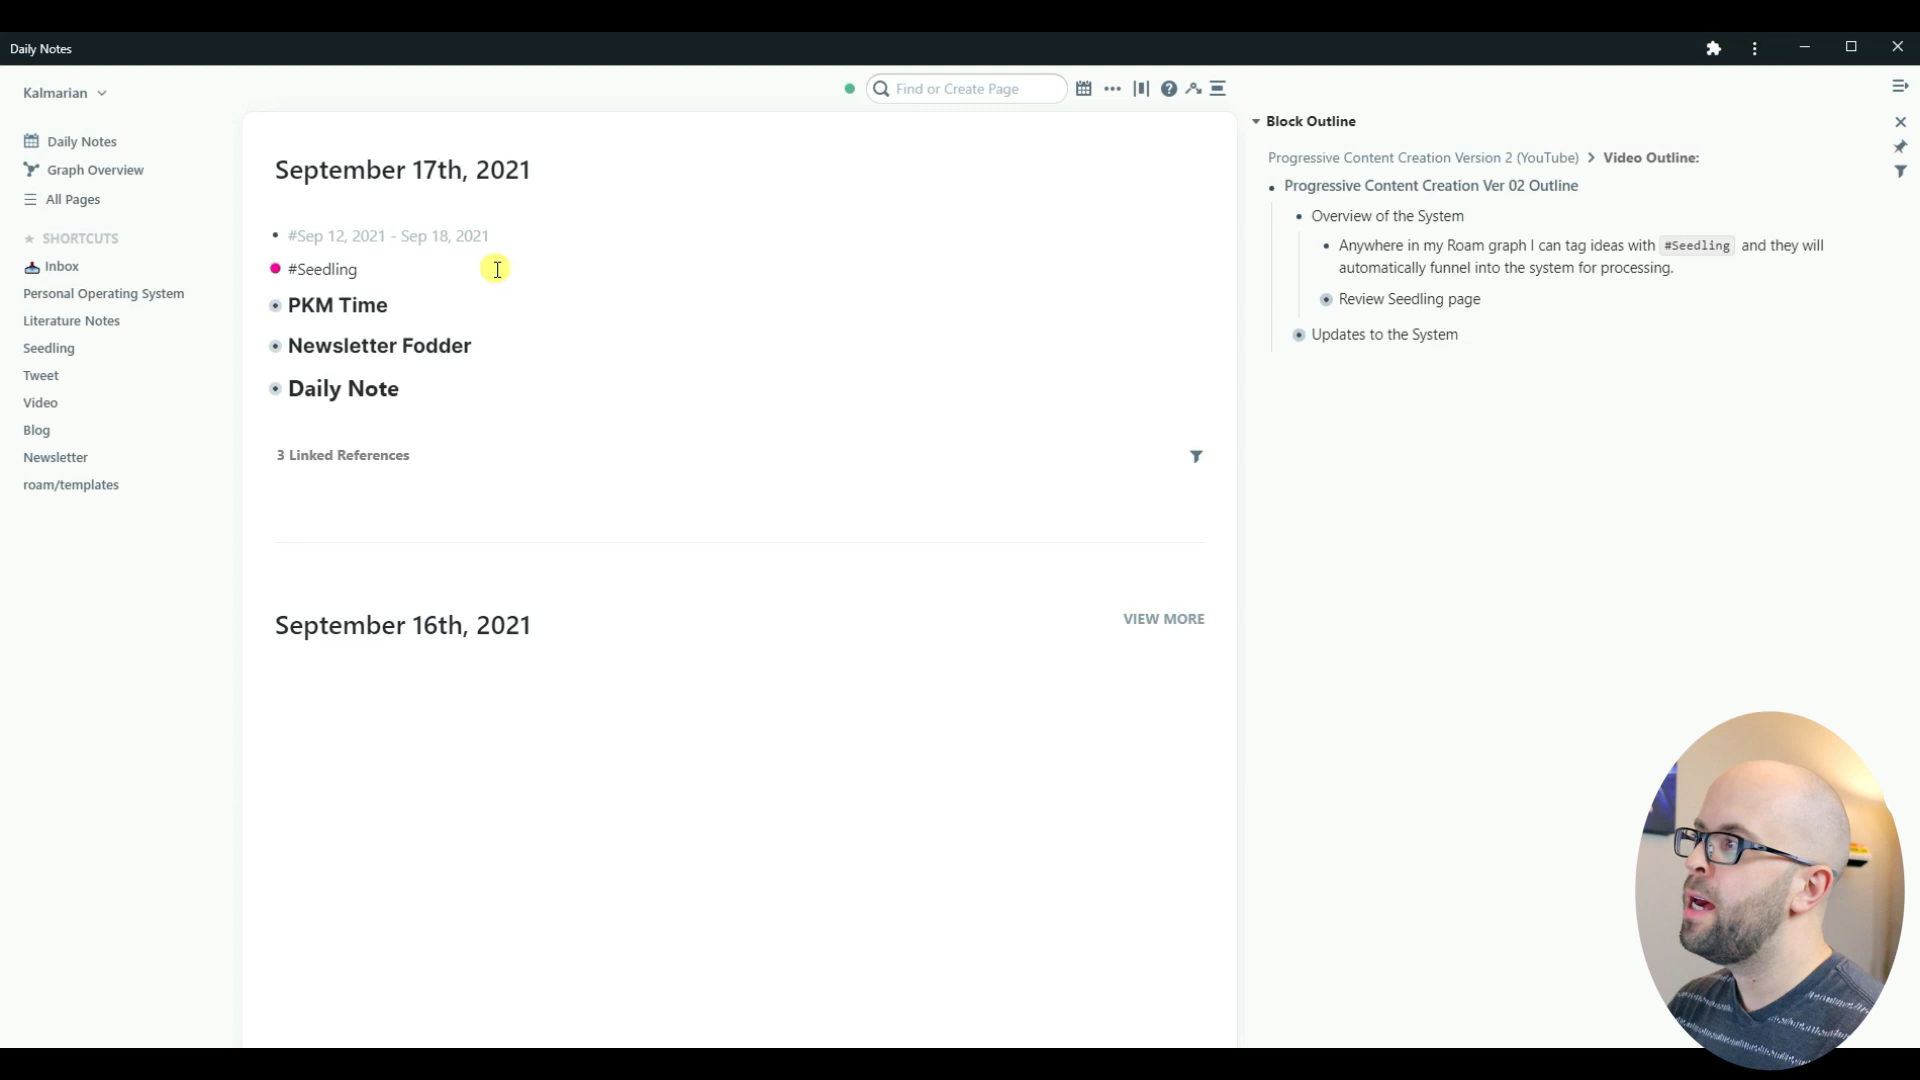 Daily Notes
Kalmarian
Find or Create Page
Daily Notes
Graph Overview
All Pages
SHORTCUTS
Inbox
Personal Operating System
Literature Notes
Seedling
Tweet
Video
Blog
Newsletter
roam/templates
September 17th, 2021
#Sep 12, 2021 - Sep 18, 2021
#Seedling
PKM Time
Newsletter Fodder
Daily Note
3 Linked References
September 16th, 2021
VIEW MORE
Block Outline
Progressive Content Creation Version 2 (YouTube) > Video Outline:
Progressive Content Creation Ver 02 Outline
Overview of the System
Anywhere in my Roam graph I can tag ideas with #Seedling and they will
automatically funnel into the system for processing.
Review Seedling page
Updates to the System